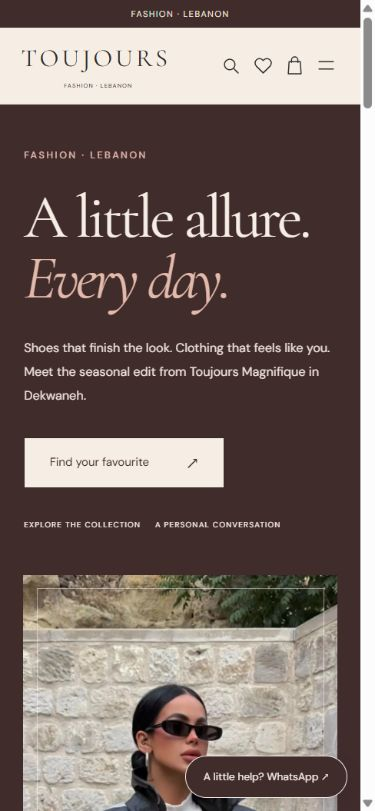 FASHION · LEBANON
TOUJOURS
FASHION · LEBANON
FASHION · LEBANON
A little allure.
Every day.
Shoes that finish the look. Clothing that feels like you.
Meet the seasonal edit from Toujours Magnifique in
Dekwaneh.
Find your favourite ↗
EXPLORE THE COLLECTION A PERSONAL CONVERSATION
A little help? WhatsApp ↗